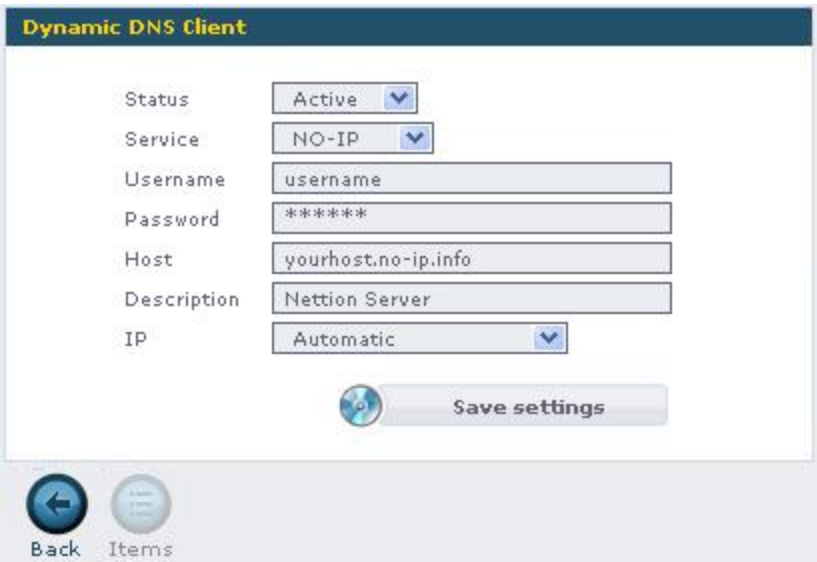 Dynamic DNS Client
Status Active
Service NO-IP
Username username
Password ******
Host yourhost.no-ip.info
Description Nettion Server
IP Automatic
Save settings
Back Items